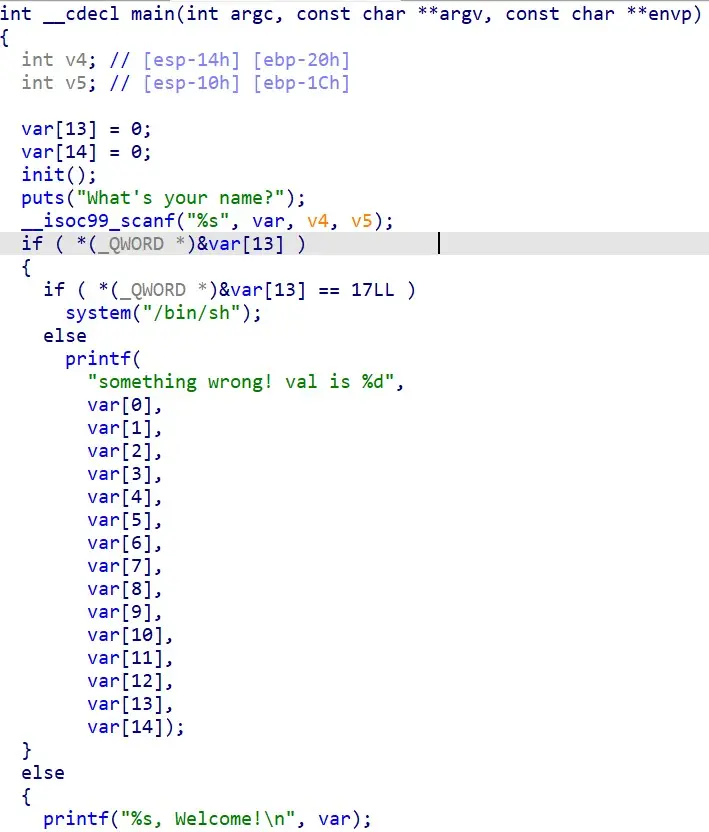 int __cdecl main(int argc, const char **argv, const char **envp)
{
  int v4; // [esp-14h] [ebp-20h]
  int v5; // [esp-10h] [ebp-1Ch]

  var[13] = 0;
  var[14] = 0;
  init();
  puts("What's your name?");
  __isoc99_scanf("%s", var, v4, v5);
  if ( *(_QWORD *)&var[13] )
  {
    if ( *(_QWORD *)&var[13] == 17LL )
      system("/bin/sh");
    else
      printf(
        "something wrong! val is %d",
        var[0],
        var[1],
        var[2],
        var[3],
        var[4],
        var[5],
        var[6],
        var[7],
        var[8],
        var[9],
        var[10],
        var[11],
        var[12],
        var[13],
        var[14]);
  }
  else
  {
    printf("%s, Welcome!\n", var);